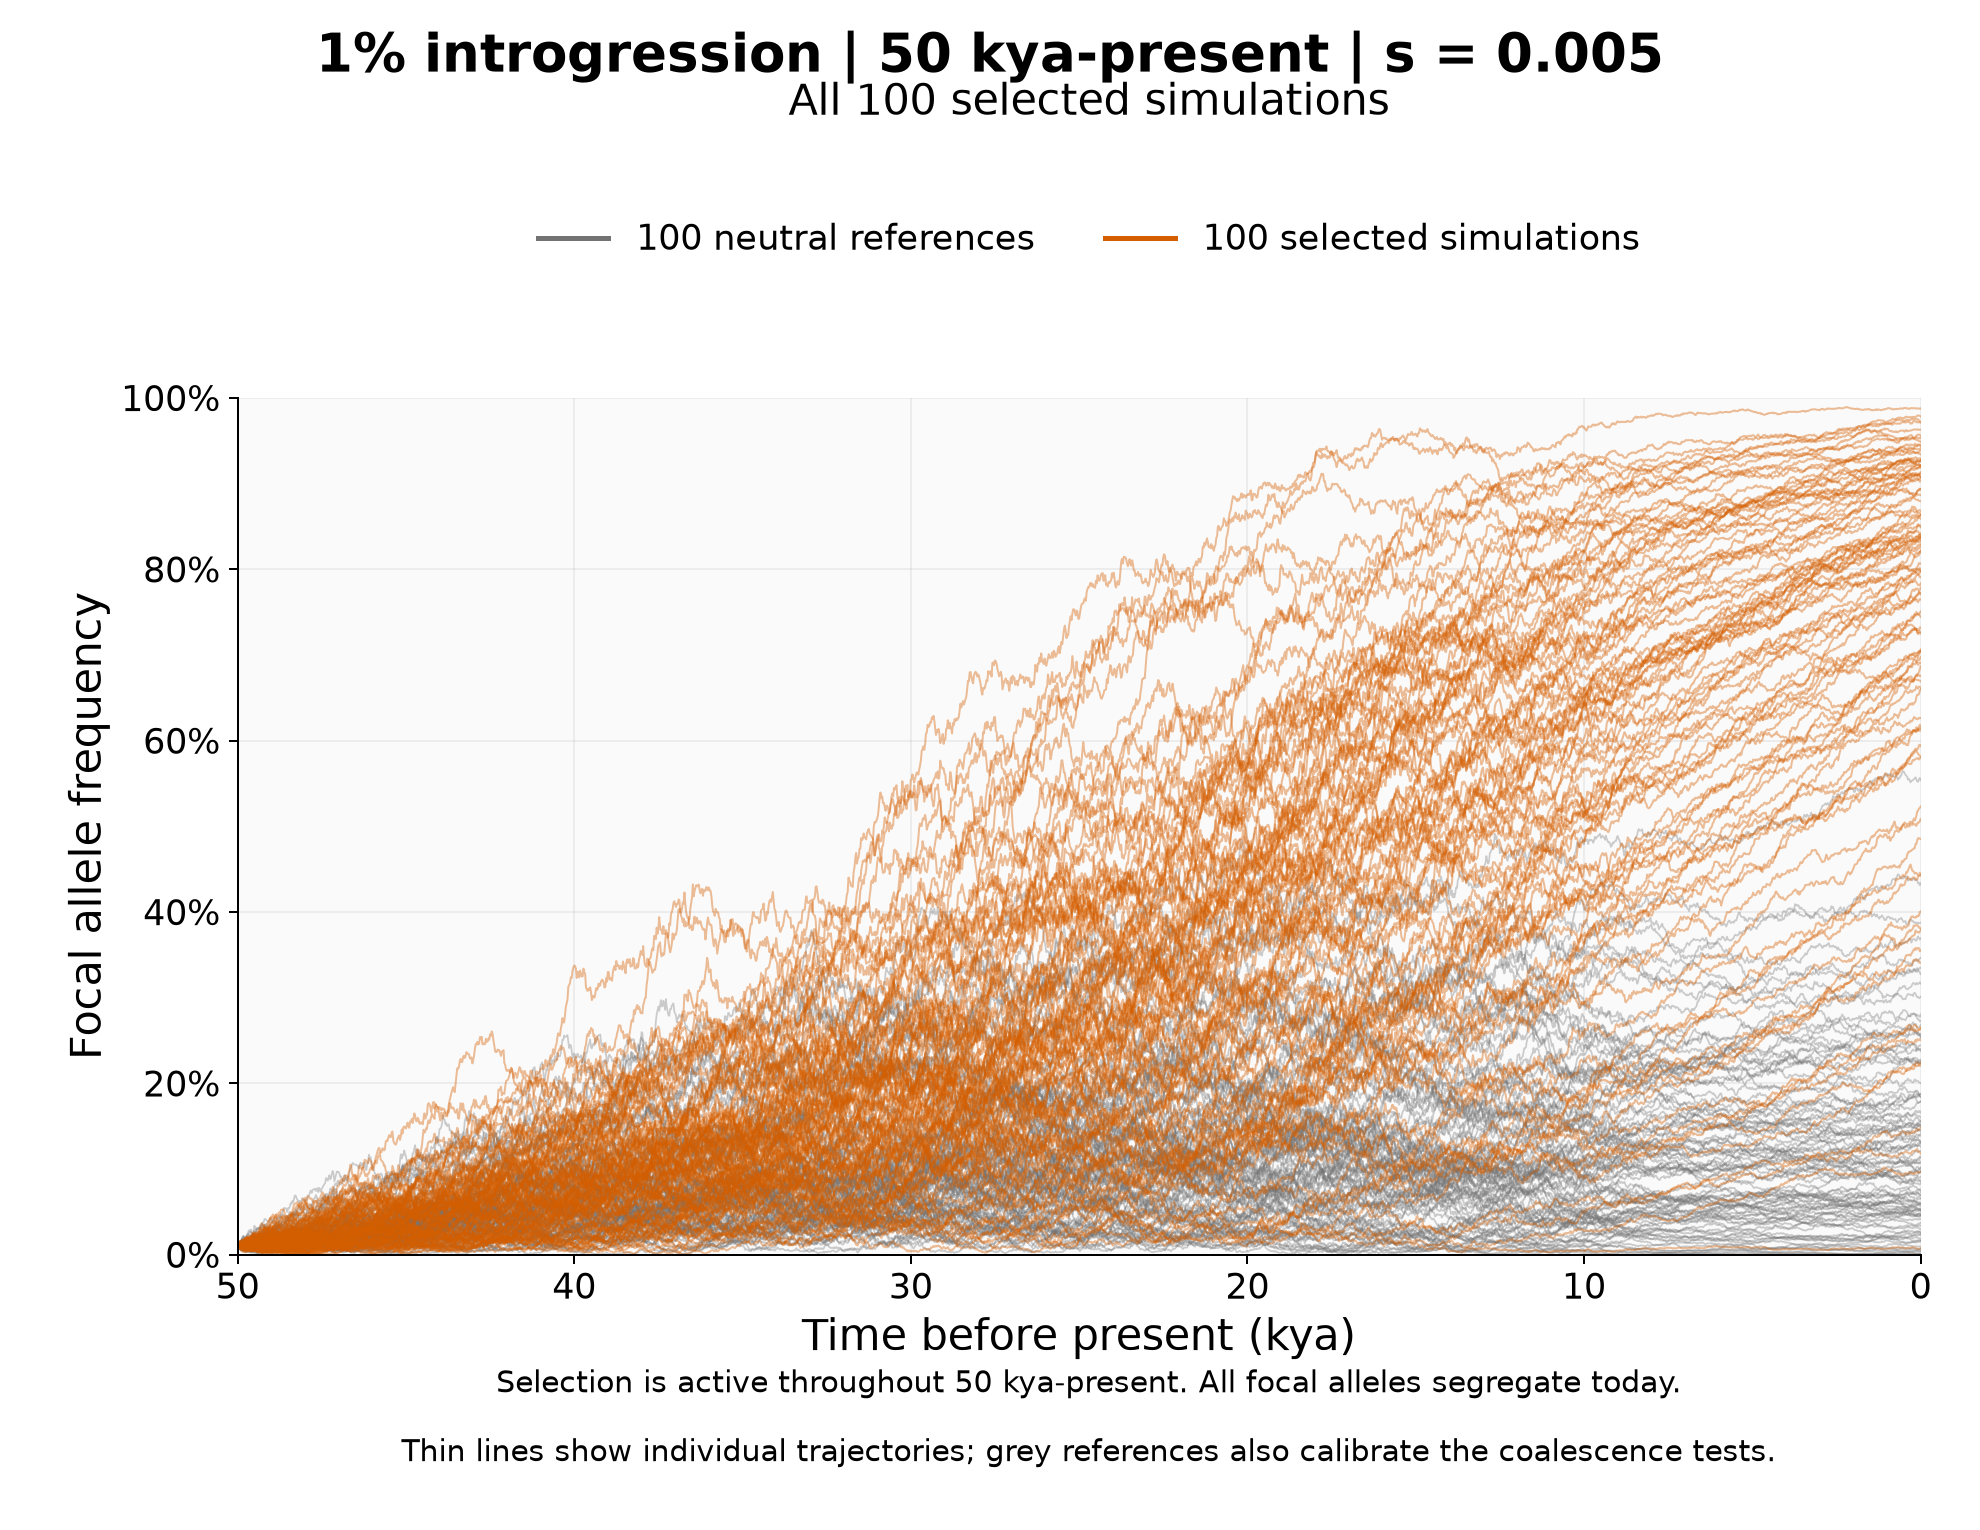 1% introgression | 50 kya-present | s = 0.005
All 100 selected simulations
100 neutral references
100 selected simulations
100%
80%
60%
40%
20%
0%
Focal allele frequency
50
40
30
20
10
0
Time before present (kya)
Selection is active throughout 50 kya-present. All focal alleles segregate today.
Thin lines show individual trajectories; grey references also calibrate the coalescence tests.